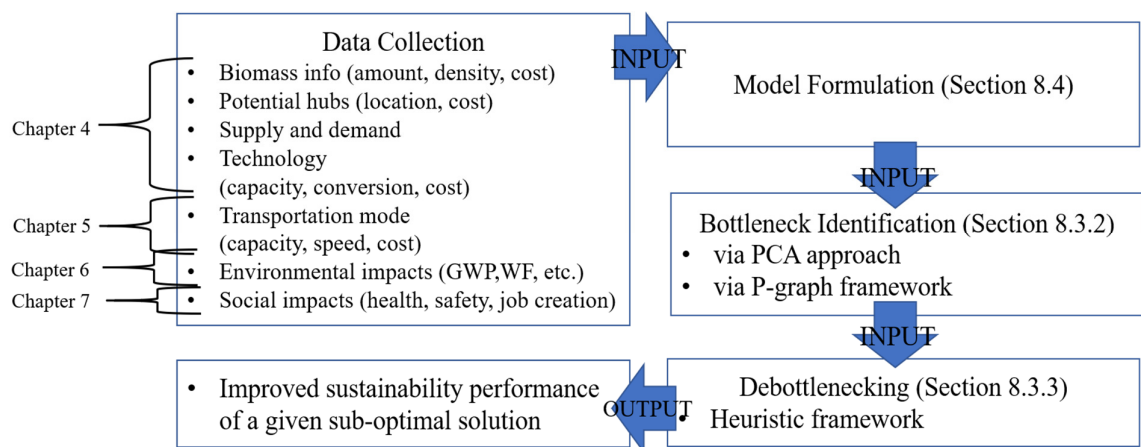 Data Collection
• Biomass info (amount, density, cost)
• Potential hubs (location, cost)
• Supply and demand
• Technology
(capacity, conversion, cost)
• Transportation mode
(capacity, speed, cost)
• Environmental impacts (GWP,WF, etc.)
• Social impacts (health, safety, job creation)
Chapter 4
Chapter 5
Chapter 6
Chapter 7
INPUT
Model Formulation (Section 8.4)
INPUT
Bottleneck Identification (Section 8.3.2)
• via PCA approach
• via P-graph framework
INPUT
Debottlenecking (Section 8.3.3)
• Heuristic framework
OUTPUT
• Improved sustainability performance
of a given sub-optimal solution